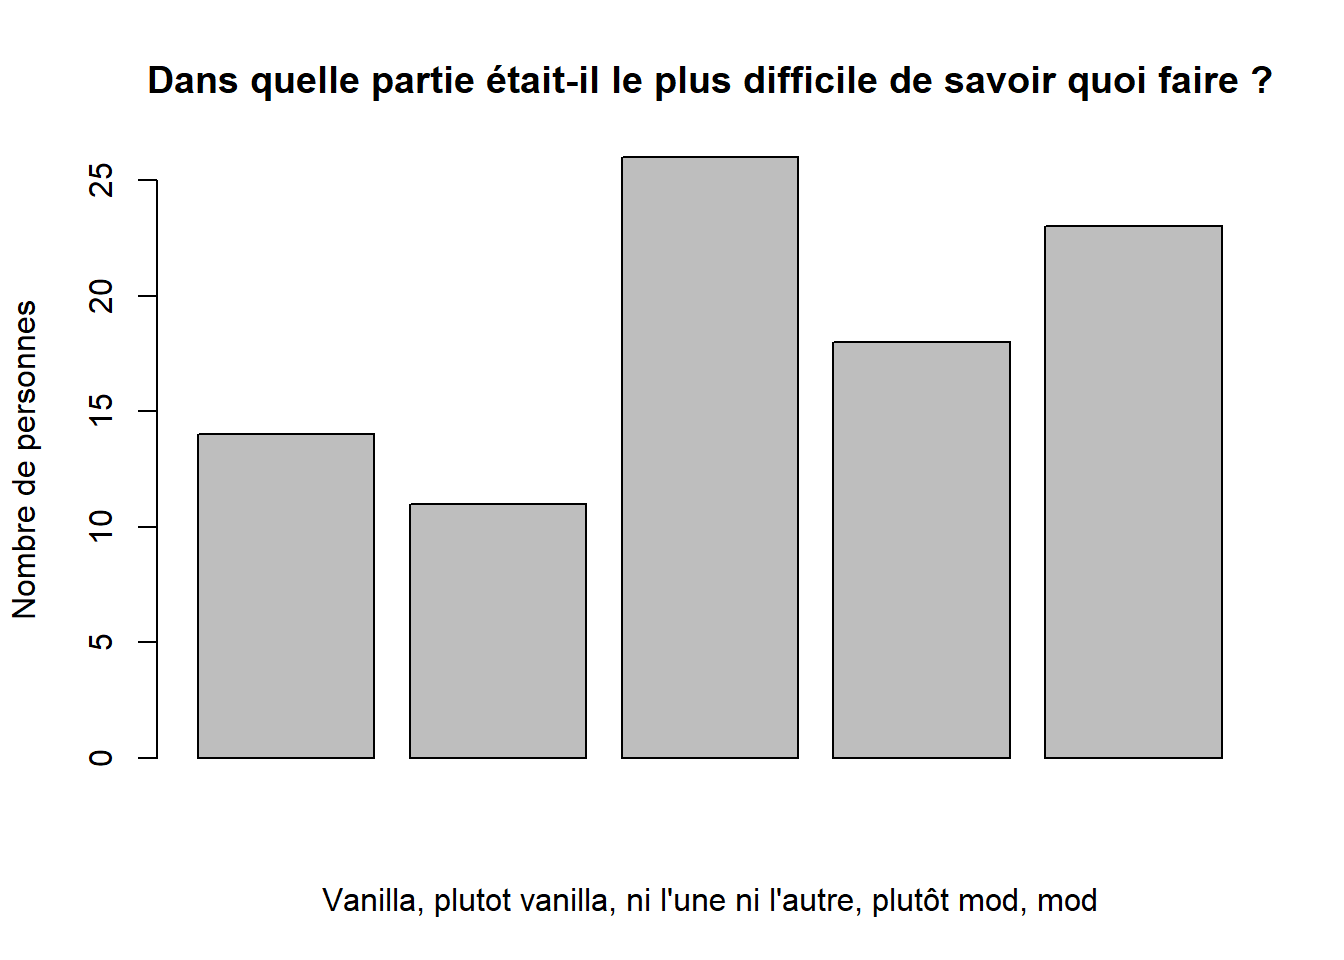 Dans quelle partie était-il le plus difficile de savoir quoi faire ?
Nombre de personnes
25
20
15
10
5
0
Vanilla, plutot vanilla, ni l'une ni l'autre, plutôt mod, mod